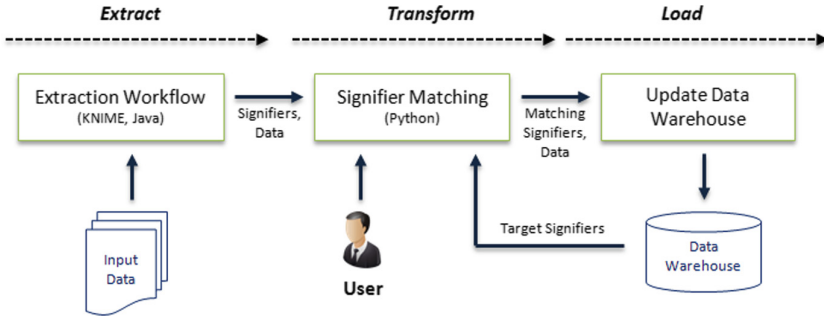 Extract
Transform
Load
Extraction Workflow
(KNIME, Java)
Signifiers,
Data
Signifier Matching
(Python)
Matching
Signifiers,
Data
Update Data
Warehouse
Input
Data
User
Target Signifiers
Data
Warehouse